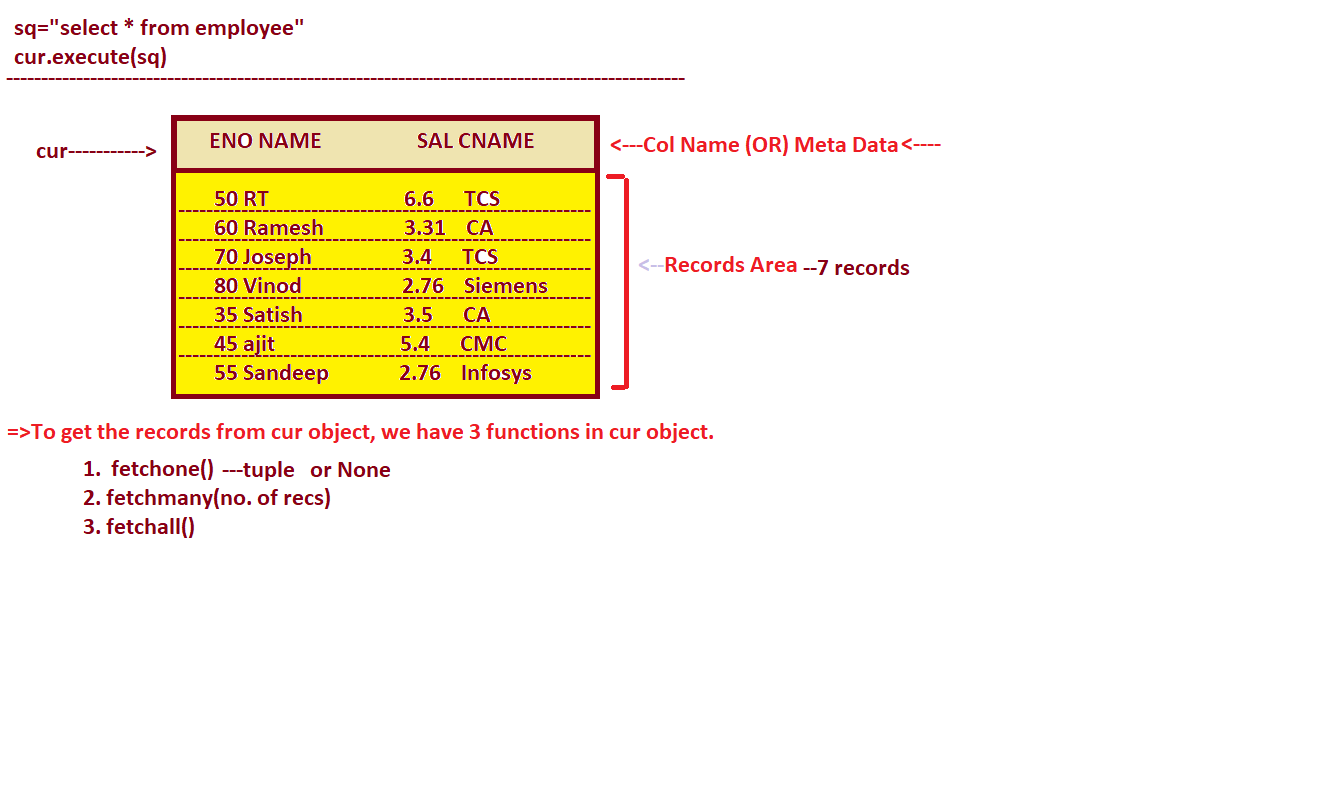 sq="select * from employee"
cur.execute(sq)
-------------------------------------------------------------------------------------------------
cur-----------> ENO NAME SAL CNAME <---Col Name (OR) Meta Data<----
50 RT 6.6 TCS
60 Ramesh 3.31 CA
70 Joseph 3.4 TCS
80 Vinod 2.76 Siemens <--Records Area --7 records
35 Satish 3.5 CA
45 ajit 5.4 CMC
55 Sandeep 2.76 Infosys
=>To get the records from cur object, we have 3 functions in cur object.
1. fetchone() ---tuple or None
2. fetchmany(no. of recs)
3. fetchall()